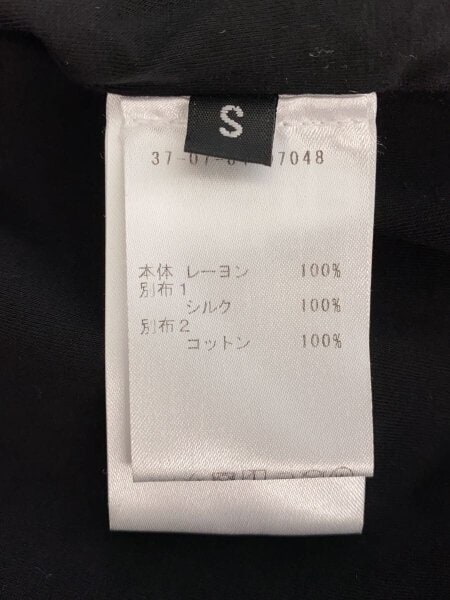 S
37-07-
7048
本体 レーヨン 100%
別布1
シルク 100%
別布2
コットン 100%